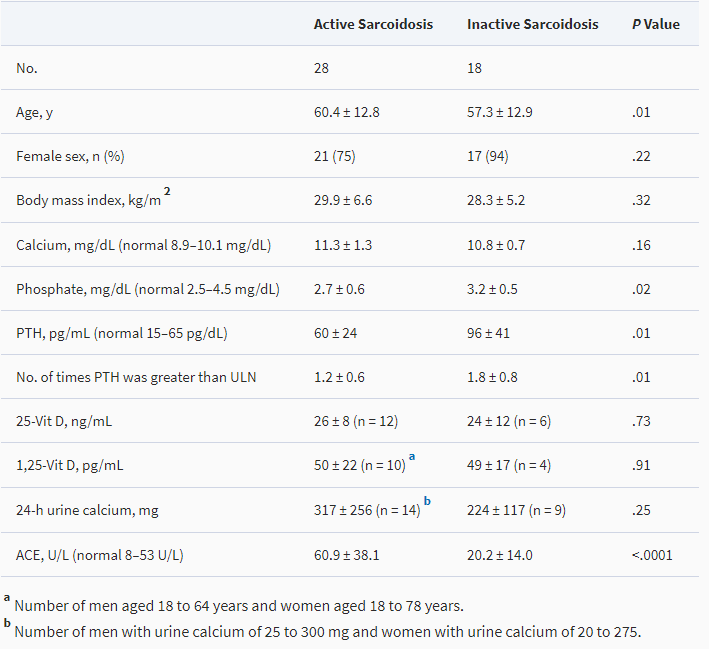 Active Sarcoidosis Inactive Sarcoidosis P Value
No. 28 18
Age, y 60.4 ± 12.8 57.3 ± 12.9 .01
Female sex, n (%) 21 (75) 17 (94) .22
Body mass index, kg/m 2 29.9 ± 6.6 28.3 ± 5.2 .32
Calcium, mg/dL (normal 8.9–10.1 mg/dL) 11.3 ± 1.3 10.8 ± 0.7 .16
Phosphate, mg/dL (normal 2.5–4.5 mg/dL) 2.7 ± 0.6 3.2 ± 0.5 .02
PTH, pg/mL (normal 15–65 pg/dL) 60 ± 24 96 ± 41 .01
No. of times PTH was greater than ULN 1.2 ± 0.6 1.8 ± 0.8 .01
25-Vit D, ng/mL 26 ± 8 (n = 12) 24 ± 12 (n = 6) .73
1,25-Vit D, pg/mL 50 ± 22 (n = 10) a 49 ± 17 (n = 4) .91
24-h urine calcium, mg 317 ± 256 (n = 14) b 224 ± 117 (n = 9) .25
ACE, U/L (normal 8–53 U/L) 60.9 ± 38.1 20.2 ± 14.0 <.0001
a Number of men aged 18 to 64 years and women aged 18 to 78 years.
b Number of men with urine calcium of 25 to 300 mg and women with urine calcium of 20 to 275.